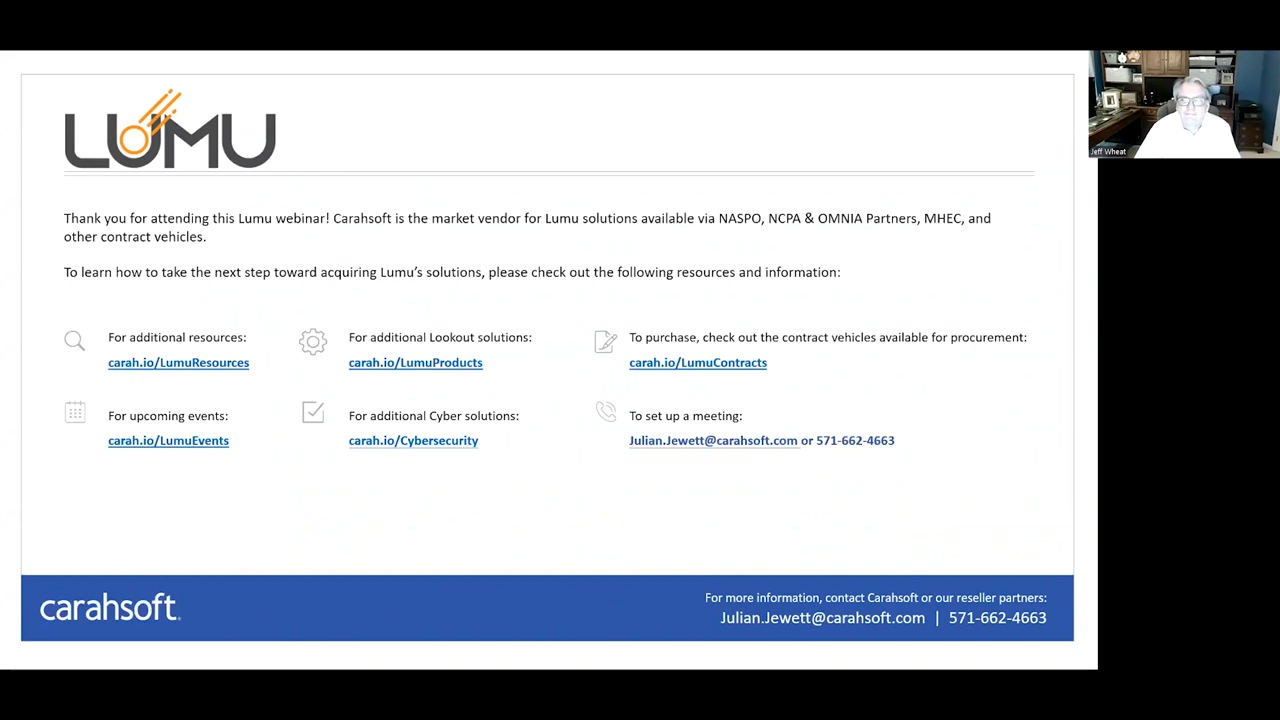 LUMU
Jeff Wheat
Thank you for attending this Lumu webinar! Carahsoft is the market vendor for Lumu solutions available via NASPO, NCPA & OMNIA Partners, MHEC, and
other contract vehicles.
To learn how to take the next step toward acquiring Lumu’s solutions, please check out the following resources and information:
For additional resources:
carah.io/LumuResources
For additional Lookout solutions:
carah.io/LumuProducts
To purchase, check out the contract vehicles available for procurement:
carah.io/LumuContracts
For upcoming events:
carah.io/LumuEvents
For additional Cyber solutions:
carah.io/Cybersecurity
To set up a meeting:
Julian.Jewett@carahsoft.com or 571-662-4663
carahsoft.
For more information, contact Carahsoft or our reseller partners:
Julian.Jewett@carahsoft.com | 571-662-4663